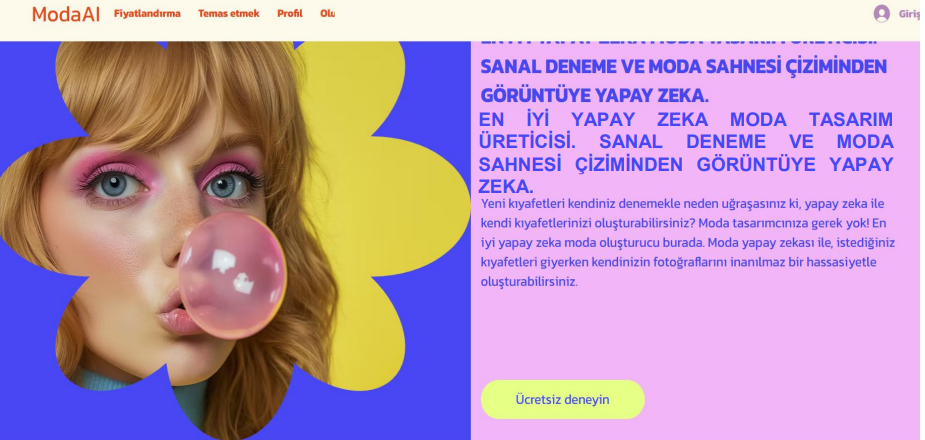 ModaAI Fiyatlandırma Temas etmek Profil Olu
Giriş
SANAL DENEME VE MODA SAHNESİ ÇİZİMİNDEN
GÖRÜNTÜYE YAPAY ZEKA.
EN İYİ YAPAY ZEKA MODA TASARIM
ÜRETİCİSİ. SANAL DENEME VE MODA
SAHNESİ ÇİZİMİNDEN GÖRÜNTÜYE YAPAY
ZEKA.
Yeni kıyafetleri kendiniz denemekle neden uğraşasınız ki, yapay zeka ile
kendi kıyafetlerinizi oluşturabilirsiniz? Moda tasarımcınıza gerek yok! En
iyi yapay zeka moda oluşturucu burada. Moda yapay zekası ile, istediğiniz
kıyafetleri giyerken kendinizin fotoğraflarını inanılmaz bir hassasiyetle
oluşturabilirsiniz.
Ücretsiz deneyin